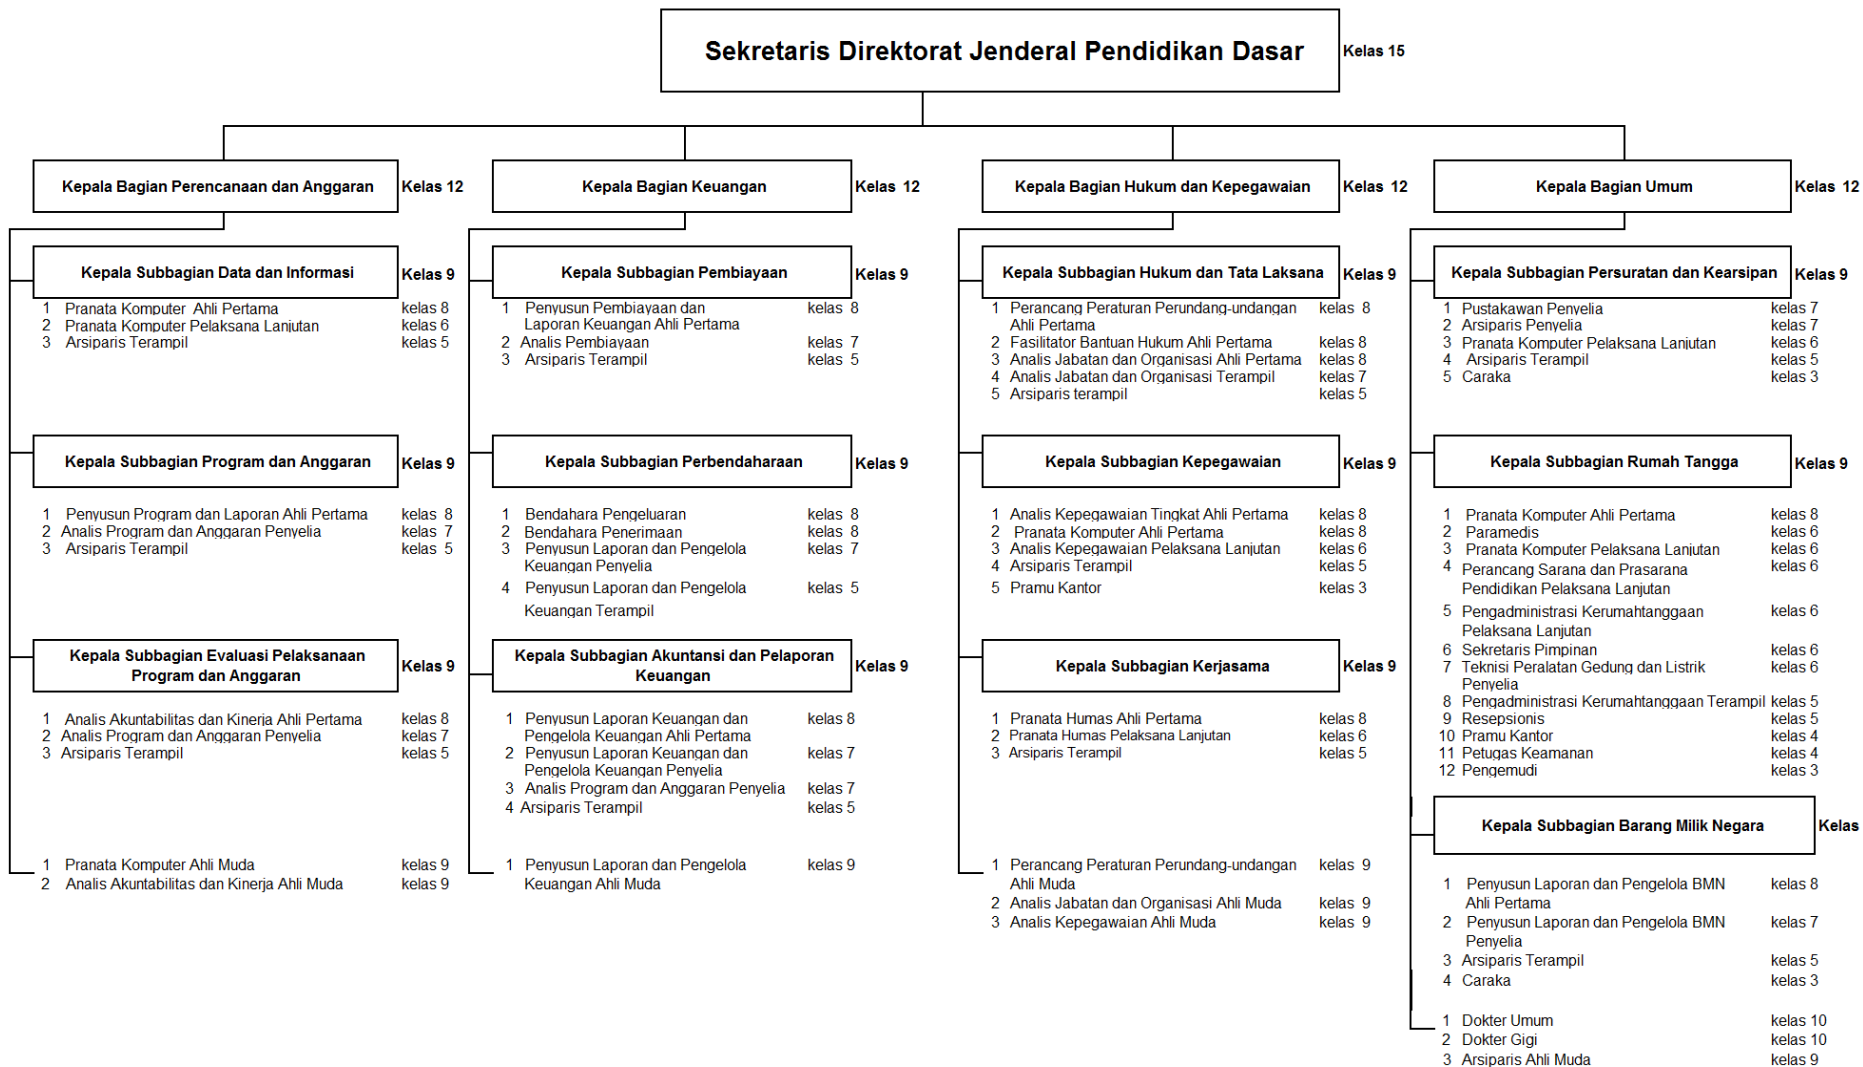 Sekretaris Direktorat Jenderal Pendidikan Dasar Kelas 15
Kepala Bagian Perencanaan dan Anggaran Kelas 12
Kepala Subbagian Data dan Informasi Kelas 9
1 Pranata Komputer Ahli Pertama kelas 8
2 Pranata Komputer Pelaksana Lanjutan kelas 6
3 Arsiparis Terampil kelas 5
Kepala Subbagian Program dan Anggaran Kelas 9
1 Penyusun Program dan Laporan Ahli Pertama kelas 8
2 Analis Program dan Anggaran Penyelia kelas 7
3 Arsiparis Terampil kelas 5
Kepala Subbagian Evaluasi Pelaksanaan
Program dan Anggaran Kelas 9
1 Analis Akuntabilitas dan Kinerja Ahli Pertama kelas 8
2 Analis Program dan Anggaran Penyelia kelas 7
3 Arsiparis Terampil kelas 5
1 Pranata Komputer Ahli Muda kelas 9
2 Analis Akuntabilitas dan Kinerja Ahli Muda kelas 9
Kepala Bagian Keuangan Kelas 12
Kepala Subbagian Pembiayaan Kelas 9
1 Penyusun Pembiayaan dan kelas 8
Laporan Keuangan Ahli Pertama
2 Analis Pembiayaan kelas 7
3 Arsiparis Terampil kelas 5
Kepala Subbagian Perbendaharaan Kelas 9
1 Bendahara Pengeluaran kelas 8
2 Bendahara Penerimaan kelas 8
3 Penyusun Laporan dan Pengelola kelas 7
Keuangan Penyelia
4 Penyusun Laporan dan Pengelola kelas 5
Keuangan Terampil
Kepala Subbagian Akuntansi dan Pelaporan
Keuangan Kelas 9
1 Penyusun Laporan Keuangan dan kelas 8
Pengelola Keuangan Ahli Pertama
2 Penyusun Laporan Keuangan dan kelas 7
Pengelola Keuangan Penyelia
3 Analis Program dan Anggaran Penyelia kelas 7
4 Arsiparis Terampil kelas 5
1 Penyusun Laporan dan Pengelola kelas 9
Keuangan Ahli Muda
Kepala Bagian Hukum dan Kepegawaian Kelas 12
Kepala Subbagian Hukum dan Tata Laksana Kelas 9
1 Perancang Peraturan Perundang-undangan kelas 8
Ahli Pertama
2 Fasilitator Bantuan Hukum Ahli Pertama kelas 8
3 Analis Jabatan dan Organisasi Ahli Pertama kelas 8
4 Analis Jabatan dan Organisasi Terampil kelas 7
5 Arsiparis terampil kelas 5
Kepala Subbagian Kepegawaian Kelas 9
1 Analis Kepegawaian Tingkat Ahli Pertama kelas 8
2 Pranata Komputer Ahli Pertama kelas 8
3 Analis Kepegawaian Pelaksana Lanjutan kelas 6
4 Arsiparis Terampil kelas 5
5 Pramu Kantor kelas 3
Kepala Subbagian Kerjasama Kelas 9
1 Pranata Humas Ahli Pertama kelas 8
2 Pranata Humas Pelaksana Lanjutan kelas 6
3 Arsiparis Terampil kelas 5
1 Perancang Peraturan Perundang-undangan kelas 9
Ahli Muda
2 Analis Jabatan dan Organisasi Ahli Muda kelas 9
3 Analis Kepegawaian Ahli Muda kelas 9
Kepala Bagian Umum Kelas 12
Kepala Subbagian Persuratan dan Kearsipan Kelas 9
1 Pustakawan Penyelia kelas 7
2 Arsiparis Penyelia kelas 7
3 Pranata Komputer Pelaksana Lanjutan kelas 6
4 Arsiparis Terampil kelas 5
5 Caraka kelas 3
Kepala Subbagian Rumah Tangga Kelas 9
1 Pranata Komputer Ahli Pertama kelas 8
2 Paramedis kelas 6
3 Pranata Komputer Pelaksana Lanjutan kelas 6
4 Perancang Sarana dan Prasarana kelas 6
Pendidikan Pelaksana Lanjutan
5 Pengadministrasi Kerumahtanggaan kelas 6
Pelaksana Lanjutan
6 Sekretaris Pimpinan kelas 6
7 Teknisi Peralatan Gedung dan Listrik kelas 6
Penyelia
8 Pengadministrasi Kerumahtanggaan Terampil kelas 5
9 Resepsionis kelas 5
10 Pramu Kantor kelas 4
11 Petugas Keamanan kelas 4
12 Pengemudi kelas 3
Kepala Subbagian Barang Milik Negara Kelas
1 Penyusun Laporan dan Pengelola BMN kelas 8
Ahli Pertama
2 Penyusun Laporan dan Pengelola BMN kelas 7
Penyelia
3 Arsiparis Terampil kelas 5
4 Caraka kelas 3
1 Dokter Umum kelas 10
2 Dokter Gigi kelas 10
3 Arsiparis Ahli Muda kelas 9